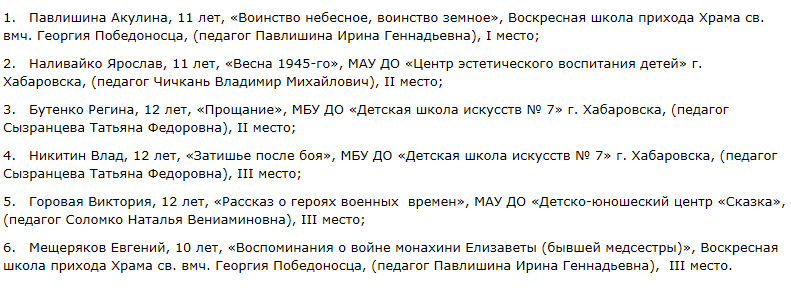 1. Павлишина Акулина, 11 лет, «Воинство небесное, воинство земное», Воскресная школа прихода Храма св.
вмч. Георгия Победоносца, (педагог Павлишина Ирина Геннадьевна), I место;
2. Наливайко Ярослав, 11 лет, «Весна 1945-го», МАУ ДО «Центр эстетического воспитания детей» г.
Хабаровска, (педагог Чичкань Владимир Михайлович), II место;
3. Бутенко Регина, 12 лет, «Прощание», МБУ ДО «Детская школа искусств № 7» г. Хабаровска, (педагог
Сызранцева Татьяна Федоровна), II место;
4. Никитин Влад, 12 лет, «Затишье после боя», МБУ ДО «Детская школа искусств № 7» г. Хабаровска, (педагог
Сызранцева Татьяна Федоровна), III место;
5. Горовая Виктория, 12 лет, «Рассказ о героях военных  времен», МАУ ДО «Детско-юношеский центр «Сказка»,
(педагог Соломко Наталья Вениаминовна), III место;
6. Мещеряков Евгений, 10 лет, «Воспоминания о войне монахини Елизаветы (бывшей медсестры)», Воскресная
школа прихода Храма св. вмч. Георгия Победоносца, (педагог Павлишина Ирина Геннадьевна),  III место.